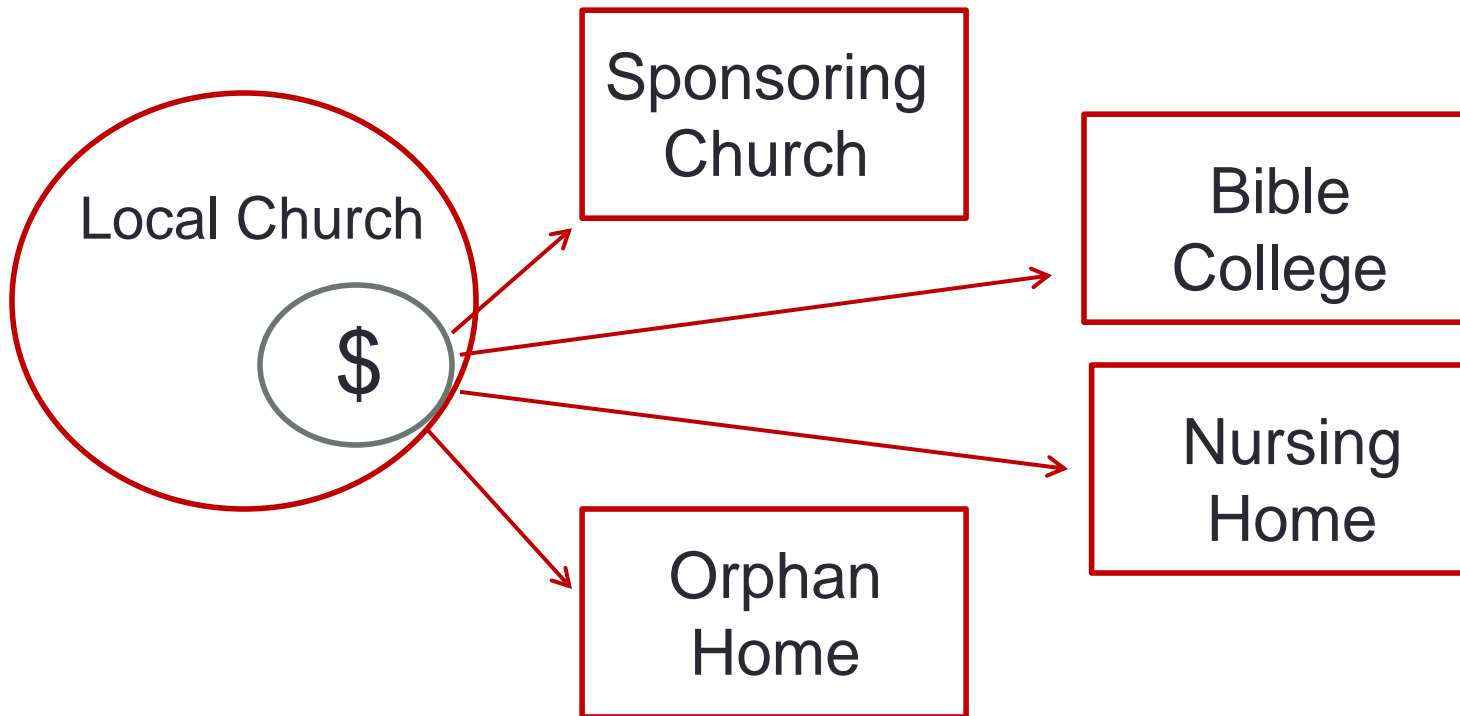 Sponsoring
Church
Local Church
$
Bible
College
Nursing
Home
Orphan
Home